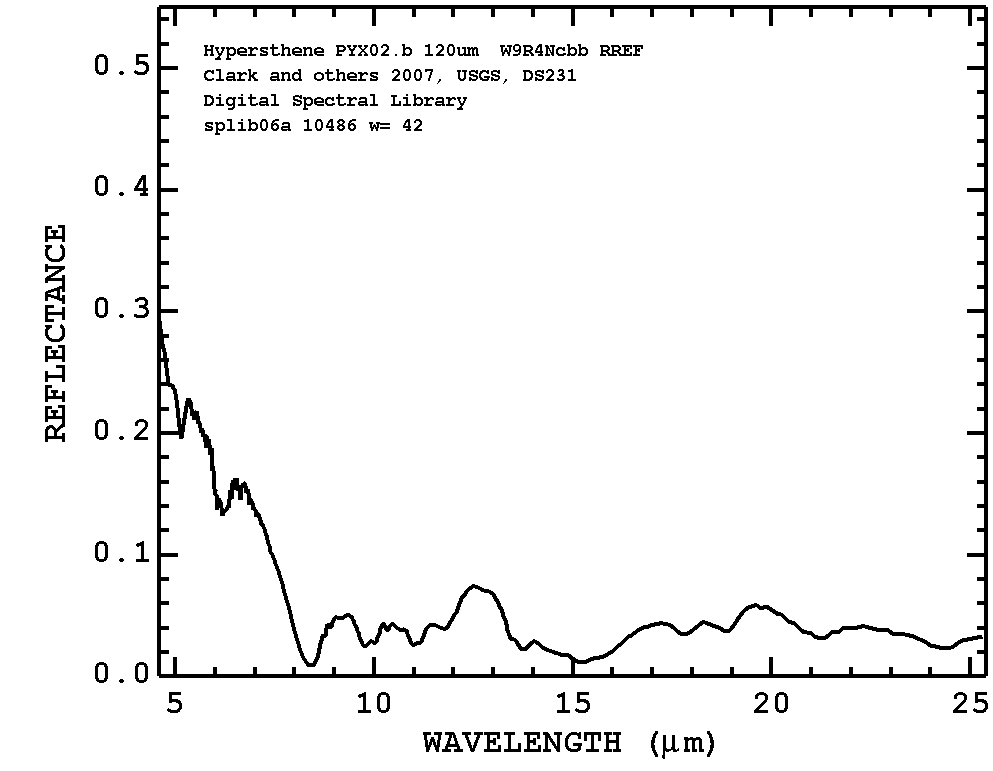 Hypersthene PYX02.b 120um W9R4Ncbb RREF
Clark and others 2007, USGS, DS231
Digital Spectral Library
splib06a 10486 w= 42
REFLECTANCE
0.5
0.4
0.3
0.2
0.1
0.0
5 10 15 20 25
WAVELENGTH (μm)